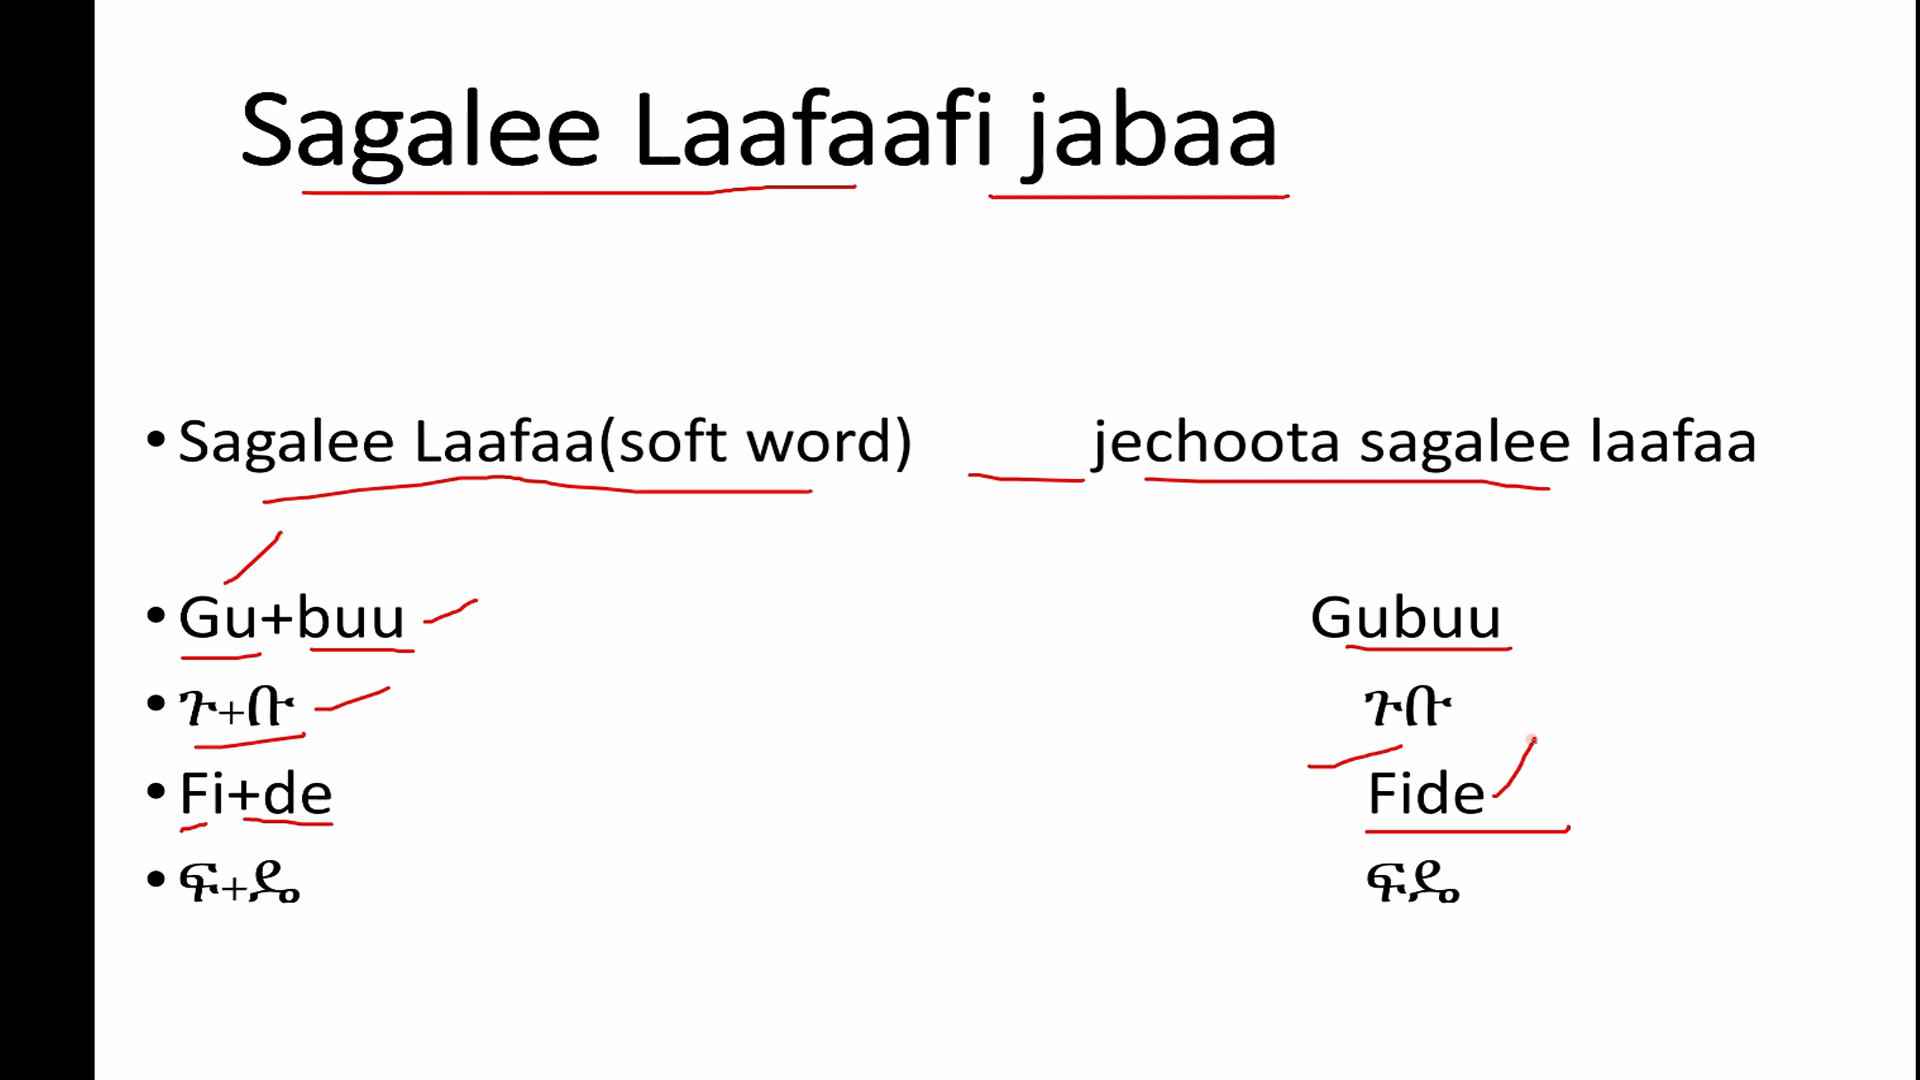 Sagalee Laafaafi jabaa
• Sagalee Laafaa(soft word) jechoota sagalee laafaa
• Gu+buu Gubuu
• ጉ+ቡ ጉቡ
• Fi+de Fide
• ፍ+ዴ ፍዴ